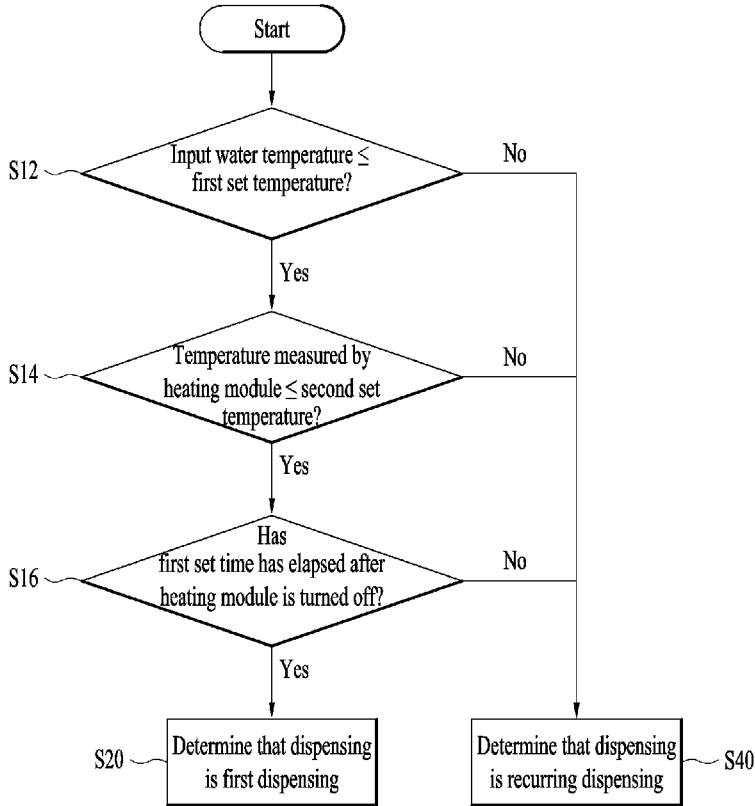 Start
S12
Input water temperature ≤
first set temperature?
No
Yes
S14
Temperature measured by
heating module ≤ second set
temperature?
No
Yes
S16
Has
first set time has elapsed after
heating module is turned off?
No
Yes
S20
Determine that dispensing
is first dispensing
Determine that dispensing
is recurring dispensing
S40